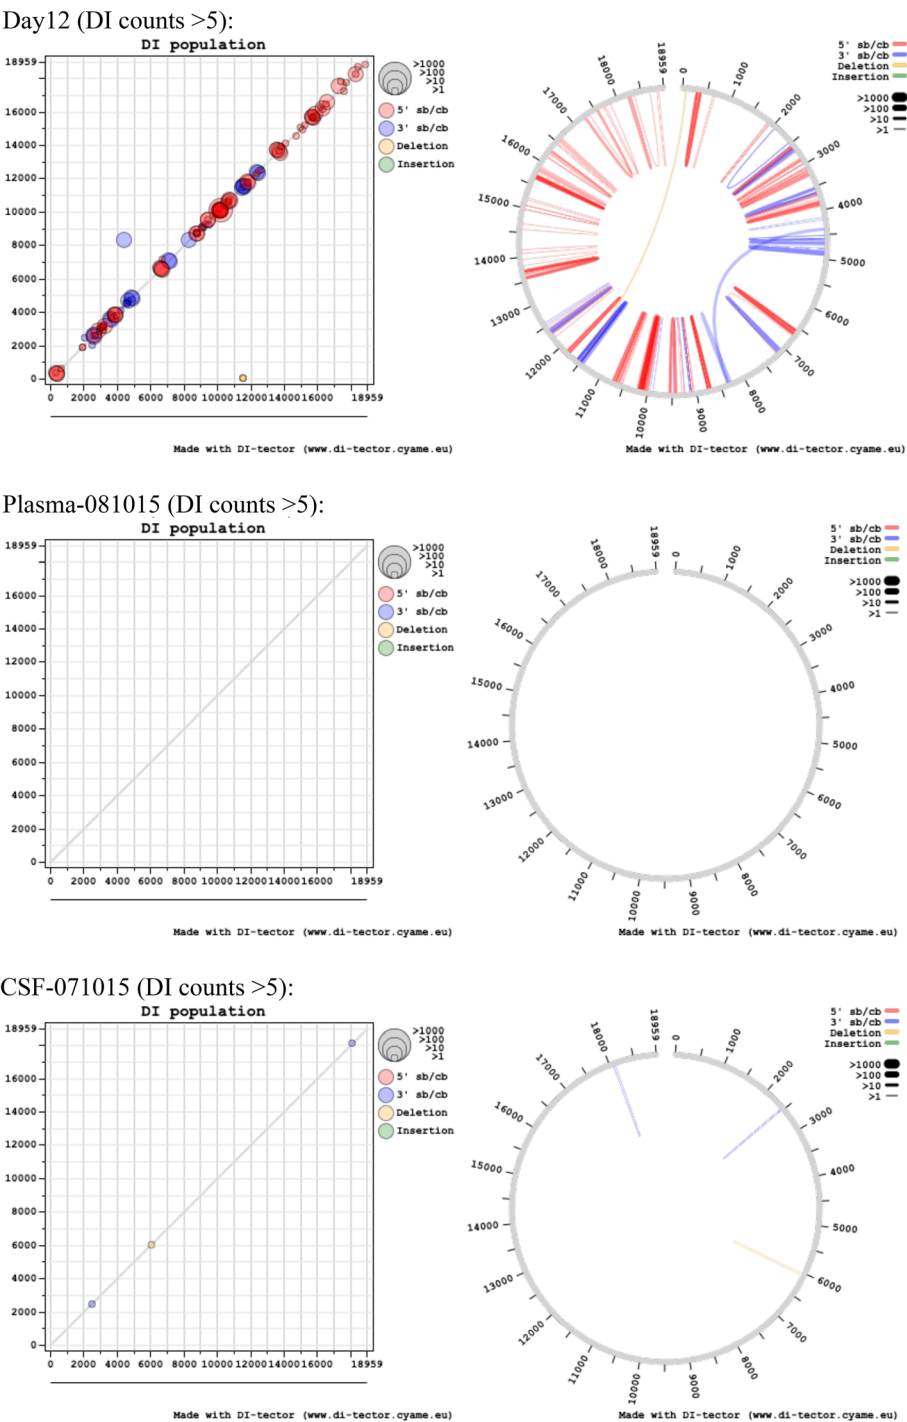 Day12 (DI counts >5):
DI population
18959
16000
14000
12000
10000
8000
6000
4000
2000
0
0 2000 4000 6000 8000 10000 12000 14000 16000 18959
>1000
>100
>10
>1
5' sb/cb
3' sb/cb
Deletion
Insertion
Made with DI-tector (www.di-tector.cyame.eu)
0
1000
2000
3000
4000
5000
6000
7000
8000
9000
10000
11000
12000
13000
14000
15000
16000
17000
18000
18959
5' sb/cb
3' sb/cb
Deletion
Insertion
>1000
>100
>10
>1
Made with DI-tector (www.di-tector.cyame.eu)
Plasma-081015 (DI counts >5):
DI population
18959
16000
14000
12000
10000
8000
6000
4000
2000
0
0 2000 4000 6000 8000 10000 12000 14000 16000 18959
>1000
>100
>10
>1
5' sb/cb
3' sb/cb
Deletion
Insertion
Made with DI-tector (www.di-tector.cyame.eu)
0
1000
2000
3000
4000
5000
6000
7000
8000
9000
10000
11000
12000
13000
14000
15000
16000
17000
18000
18959
5' sb/cb
3' sb/cb
Deletion
Insertion
>1000
>100
>10
>1
Made with DI-tector (www.di-tector.cyame.eu)
CSF-071015 (DI counts >5):
DI population
18959
16000
14000
12000
10000
8000
6000
4000
2000
0
0 2000 4000 6000 8000 10000 12000 14000 16000 18959
>1000
>100
>10
>1
5' sb/cb
3' sb/cb
Deletion
Insertion
Made with DI-tector (www.di-tector.cyame.eu)
0
1000
2000
3000
4000
5000
6000
7000
8000
9000
10000
11000
12000
13000
14000
15000
16000
17000
18000
18959
5' sb/cb
3' sb/cb
Deletion
Insertion
>1000
>100
>10
>1
Made with DI-tector (www.di-tector.cyame.eu)